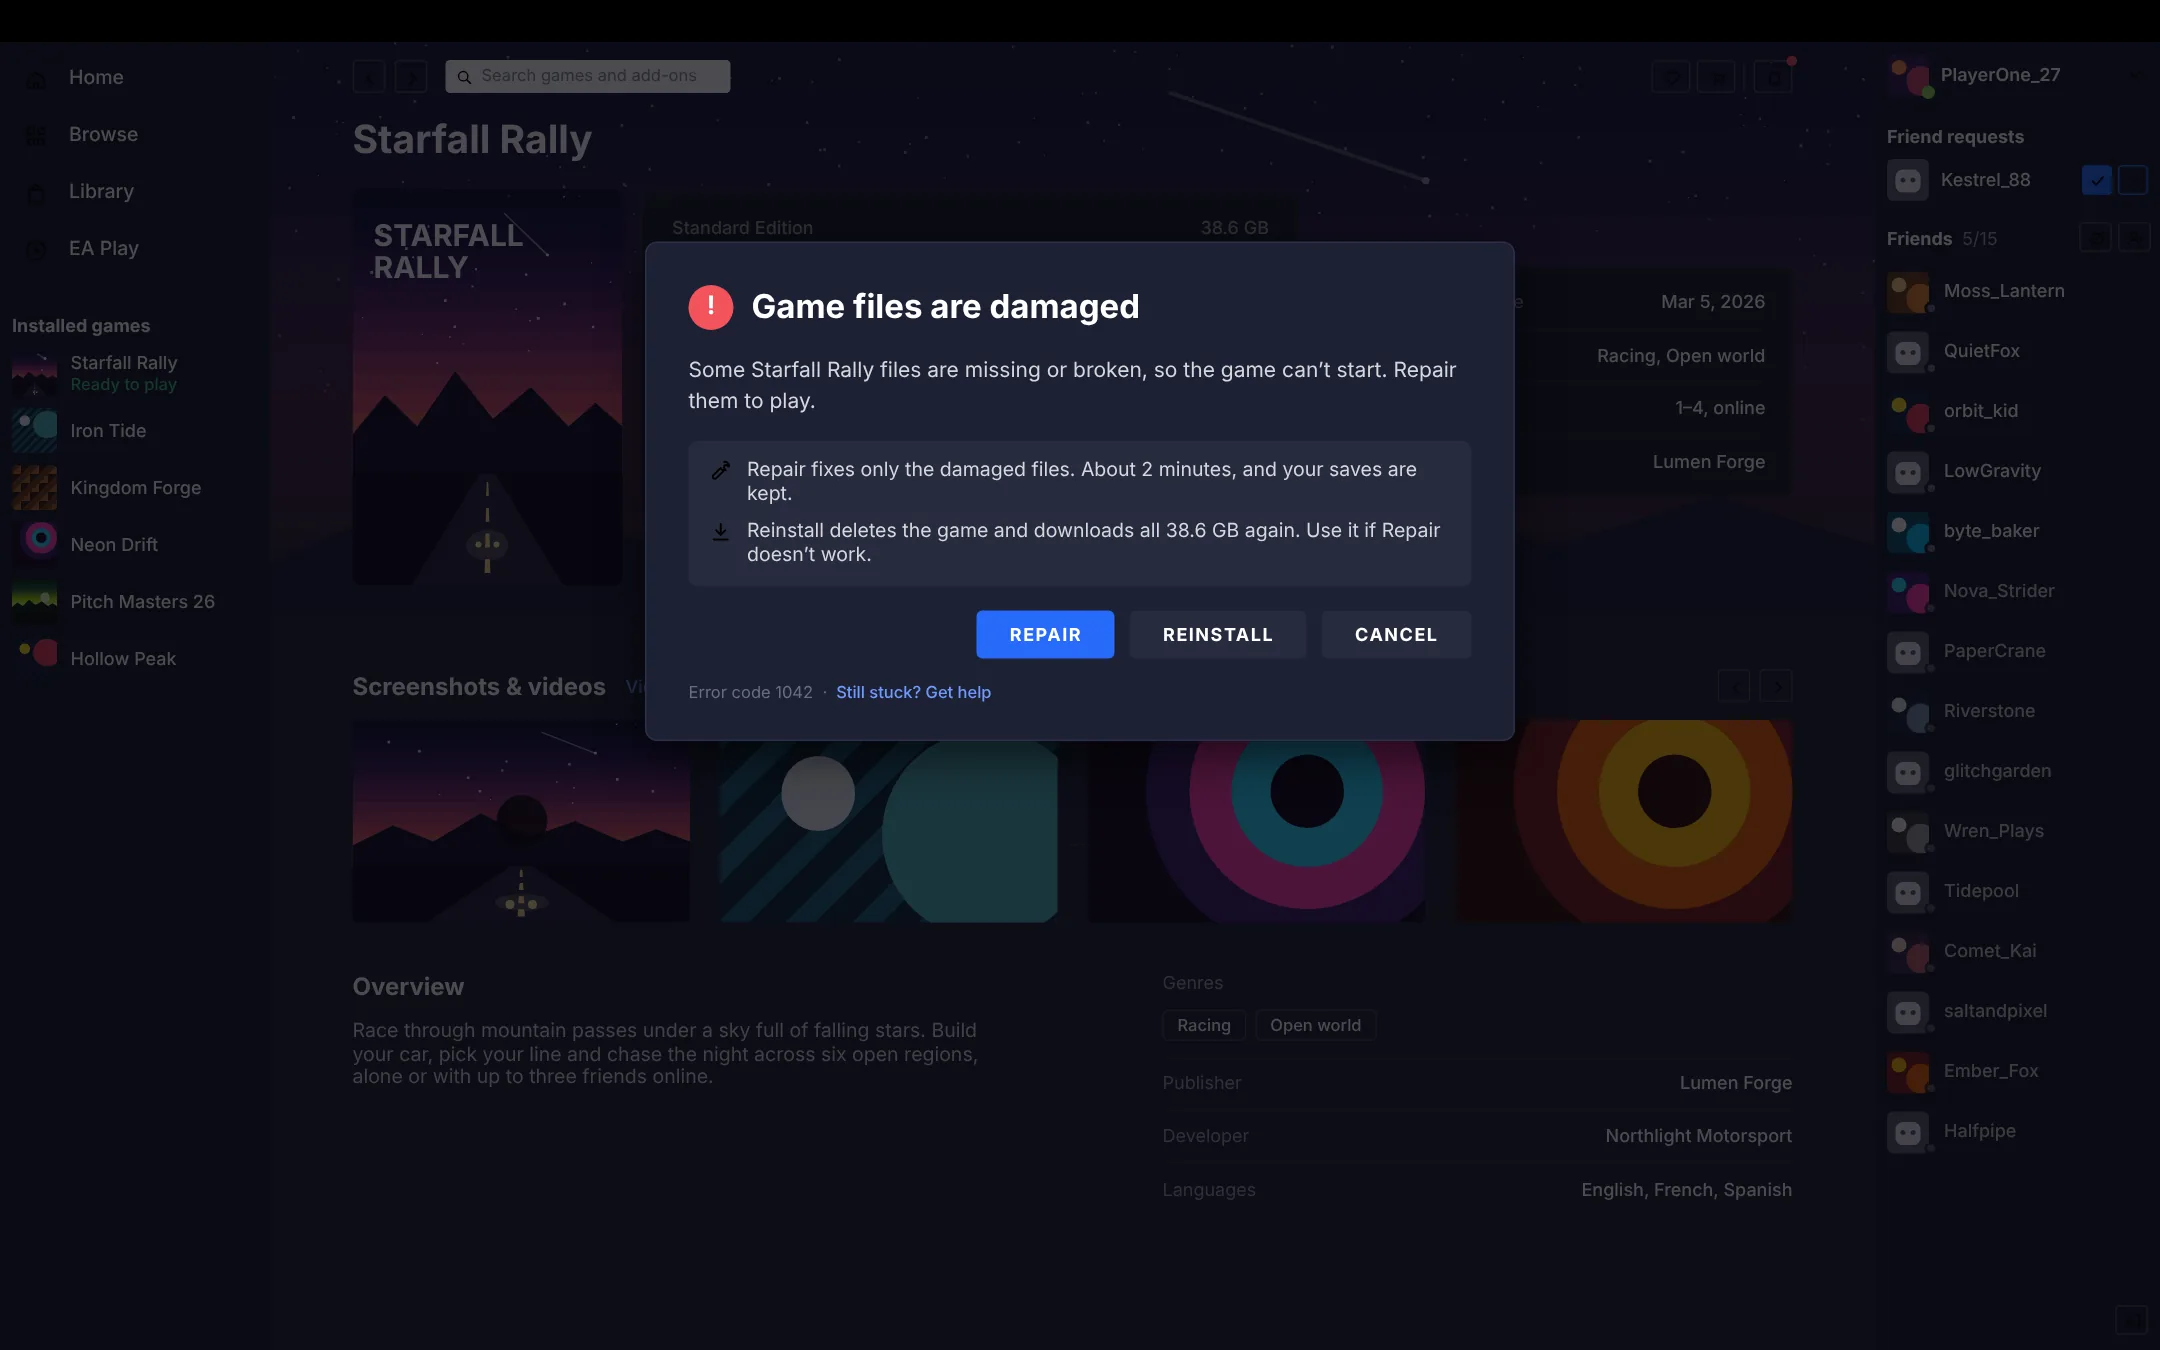 Home
Browse
Library
EA Play
Installed games
Starfall Rally
Ready to play
Iron Tide
Kingdom Forge
Neon Drift
Pitch Masters 26
Hollow Peak
Search games and add-ons
Starfall Rally
STARFALL
RALLY
Standard Edition
38.6 GB
Mar 5, 2026
Racing, Open world
1–4, online
Lumen Forge
Game files are damaged
Some Starfall Rally files are missing or broken, so the game can’t start. Repair
them to play.
Repair fixes only the damaged files. About 2 minutes, and your saves are
kept.
Reinstall deletes the game and downloads all 38.6 GB again. Use it if Repair
doesn’t work.
REPAIR
REINSTALL
CANCEL
Error code 1042 · Still stuck? Get help
Screenshots & videos
Overview
Race through mountain passes under a sky full of falling stars. Build
your car, pick your line and chase the night across six open regions,
alone or with up to three friends online.
Genres
Racing
Open world
Publisher
Lumen Forge
Developer
Northlight Motorsport
Languages
English, French, Spanish
PlayerOne_27
Friend requests
Kestrel_88
Friends 5/15
Moss_Lantern
QuietFox
orbit_kid
LowGravity
byte_baker
Nova_Strider
PaperCrane
Riverstone
glitchgarden
Wren_Plays
Tidepool
Comet_Kai
saltandpixel
Ember_Fox
Halfpipe